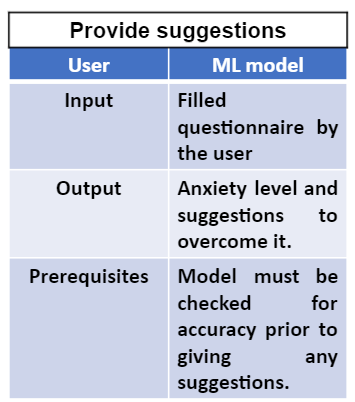 Provide suggestions
User ML model
Input Filled
questionnaire by
the user
Output Anxiety level and
suggestions to
overcome it.
Prerequisites Model must be
checked for
accuracy prior to
giving any
suggestions.